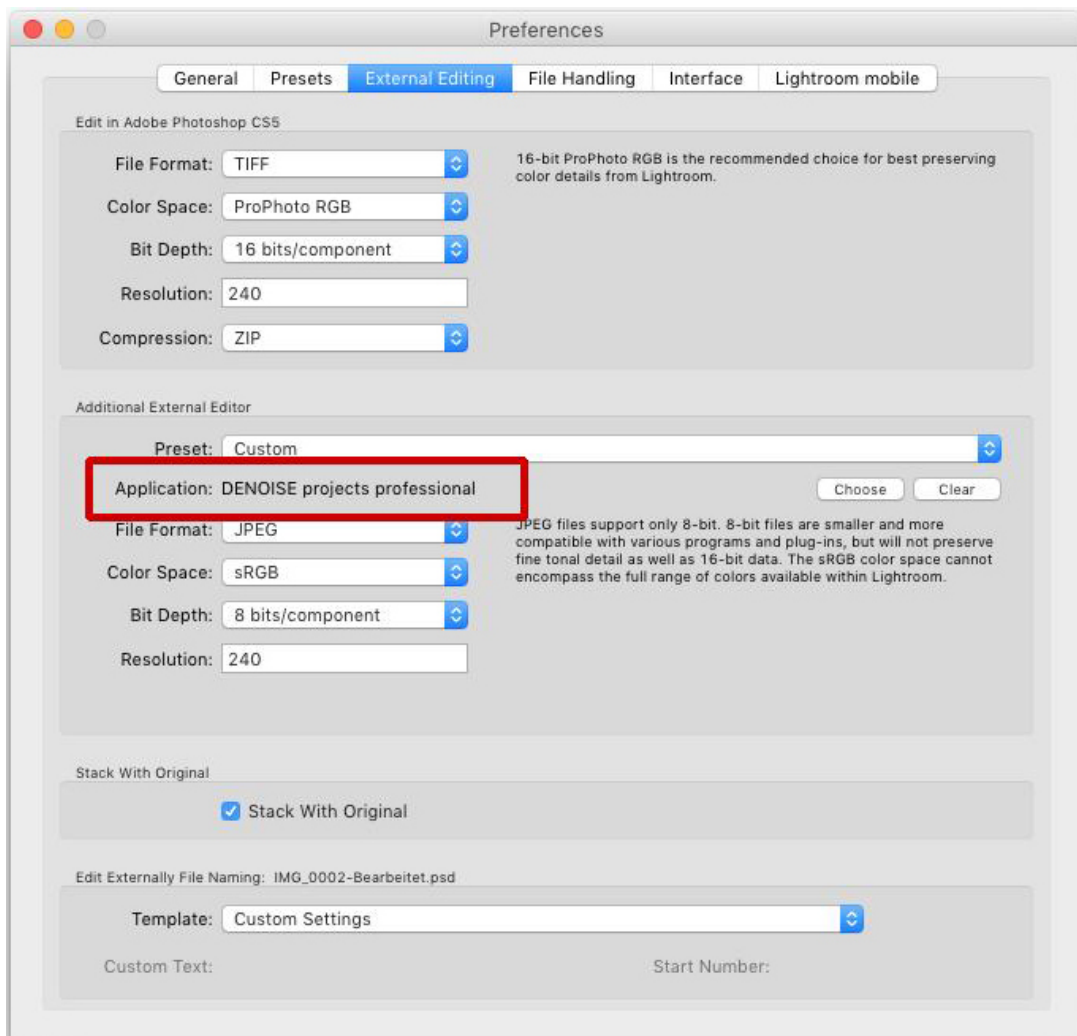 Preferences
General Presets External Editing File Handling Interface Lightroom mobile
Edit in Adobe Photoshop CS5
File Format: TIFF
16-bit ProPhoto RGB is the recommended choice for best preserving
color details from Lightroom.
Color Space: ProPhoto RGB
Bit Depth: 16 bits/component
Resolution: 240
Compression: ZIP
Additional External Editor
Preset: Custom
Application: DENOISE projects professional Choose Clear
File Format: JPEG
JPEG files support only 8-bit. 8-bit files are smaller and more
compatible with various programs and plug-ins, but will not preserve
fine tonal detail as well as 16-bit data. The sRGB color space cannot
encompass the full range of colors available within Lightroom.
Color Space: sRGB
Bit Depth: 8 bits/component
Resolution: 240
Stack With Original
Stack With Original
Edit Externally File Naming: IMG_0002-Bearbeitet.psd
Template: Custom Settings
Custom Text: Start Number: